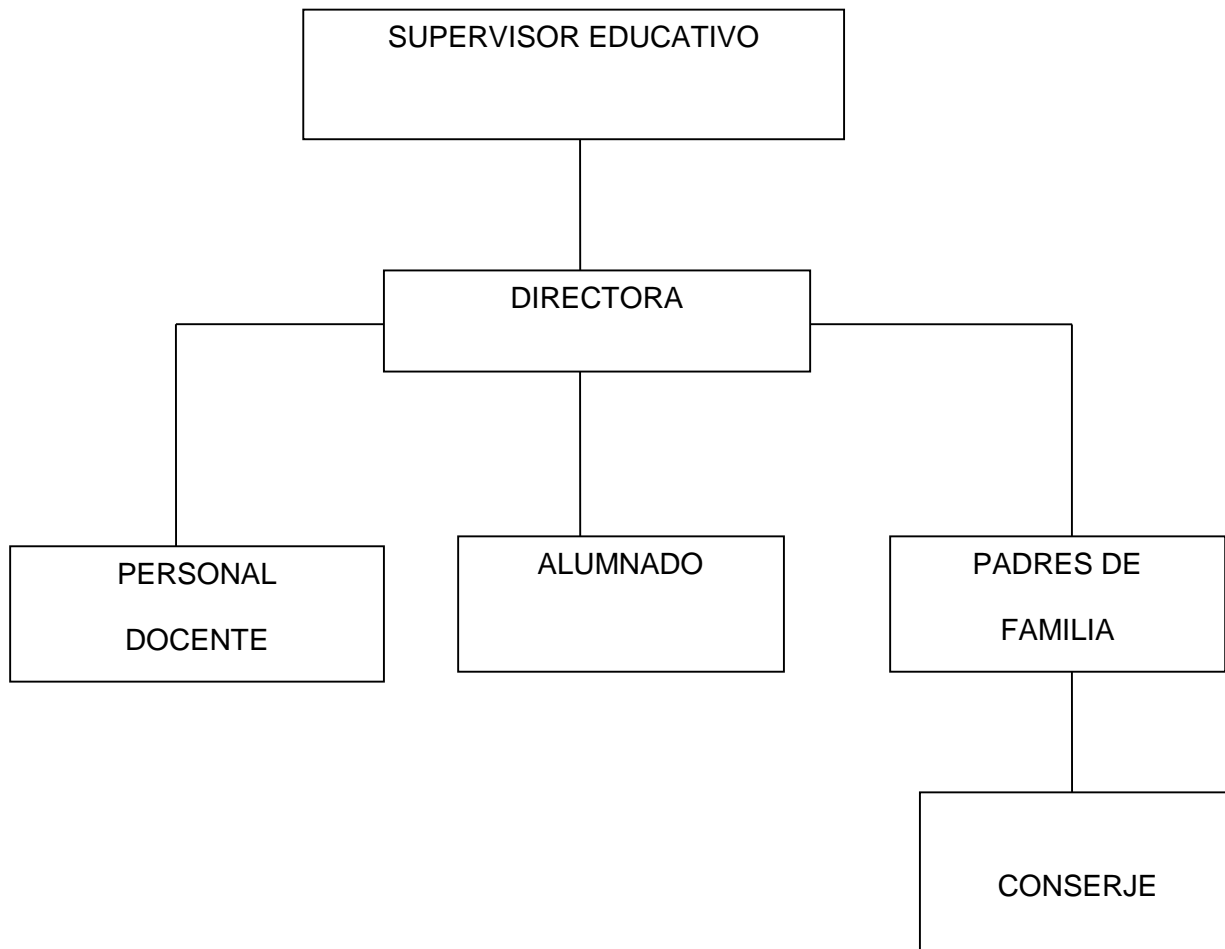 SUPERVISOR EDUCATIVO
DIRECTORA
PERSONAL
DOCENTE
ALUMNADO
PADRES DE
FAMILIA
CONSERJE